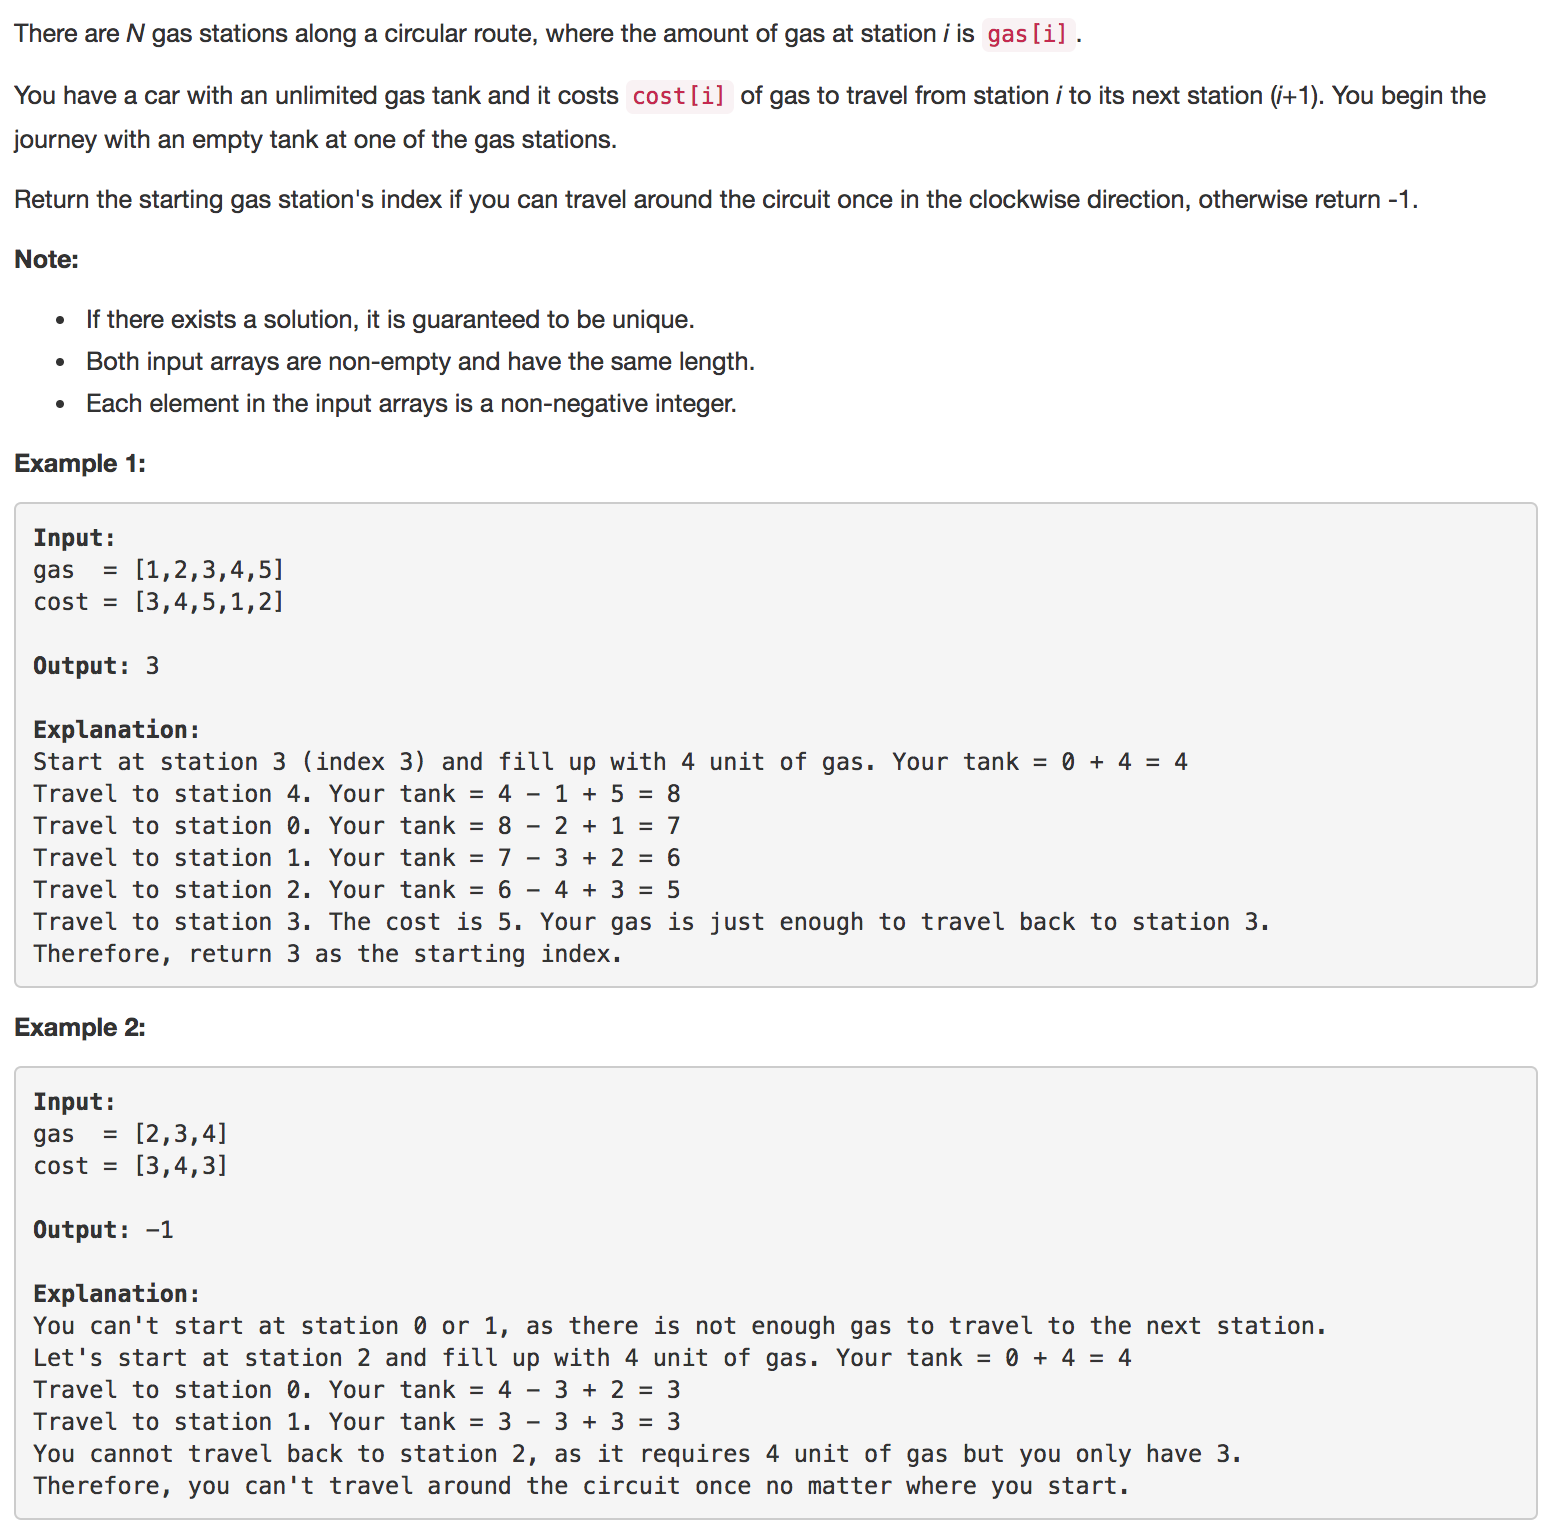 There are N gas stations along a circular route, where the amount of gas at station i is gas[i].
You have a car with an unlimited gas tank and it costs cost[i] of gas to travel from station i to its next station (i+1). You begin the
journey with an empty tank at one of the gas stations.
Return the starting gas station's index if you can travel around the circuit once in the clockwise direction, otherwise return -1.
Note:
• If there exists a solution, it is guaranteed to be unique.
• Both input arrays are non-empty and have the same length.
• Each element in the input arrays is a non-negative integer.
Example 1:
Input:
gas  = [1,2,3,4,5]
cost = [3,4,5,1,2]
Output: 3
Explanation:
Start at station 3 (index 3) and fill up with 4 unit of gas. Your tank = 0 + 4 = 4
Travel to station 4. Your tank = 4 - 1 + 5 = 8
Travel to station 0. Your tank = 8 - 2 + 1 = 7
Travel to station 1. Your tank = 7 - 3 + 2 = 6
Travel to station 2. Your tank = 6 - 4 + 3 = 5
Travel to station 3. The cost is 5. Your gas is just enough to travel back to station 3.
Therefore, return 3 as the starting index.
Example 2:
Input:
gas  = [2,3,4]
cost = [3,4,3]
Output: -1
Explanation:
You can't start at station 0 or 1, as there is not enough gas to travel to the next station.
Let's start at station 2 and fill up with 4 unit of gas. Your tank = 0 + 4 = 4
Travel to station 0. Your tank = 4 - 3 + 2 = 3
Travel to station 1. Your tank = 3 - 3 + 3 = 3
You cannot travel back to station 2, as it requires 4 unit of gas but you only have 3.
Therefore, you can't travel around the circuit once no matter where you start.